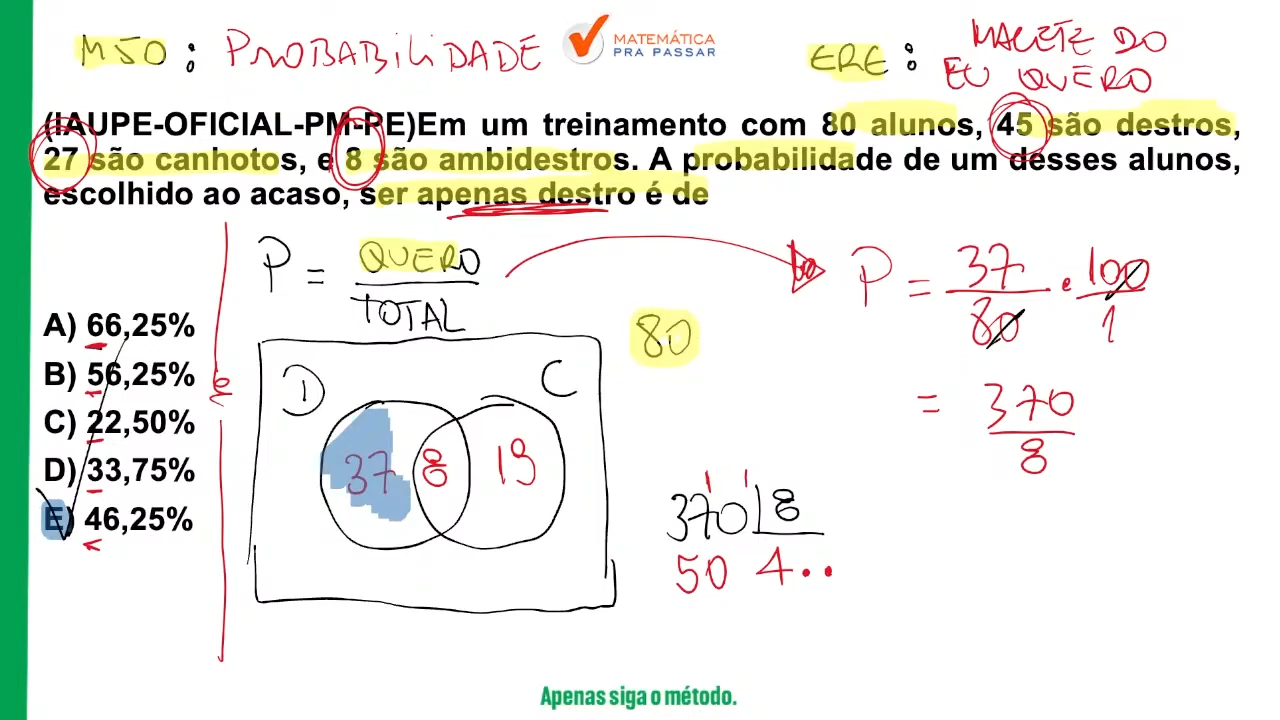 M50 : PROBABILIDADE
MATEMÁTICA
PRA PASSAR
ERE : MACETE DO
EU QUERO
(IAUPE-OFICIAL-PM-PE)Em um treinamento com 80 alunos, 45 são destros,
27 são canhotos, e 8 são ambidestros. A probabilidade de um desses alunos,
escolhido ao acaso, ser apenas destro é de
A) 66,25%
B) 56,25%
C) 22,50%
D) 33,75%
E) 46,25%
P = QUERO
TOTAL
80
D C
37 8 19
P = 37 . 100
80 1
= 370
8
370 8
50 4..
Apenas siga o método.